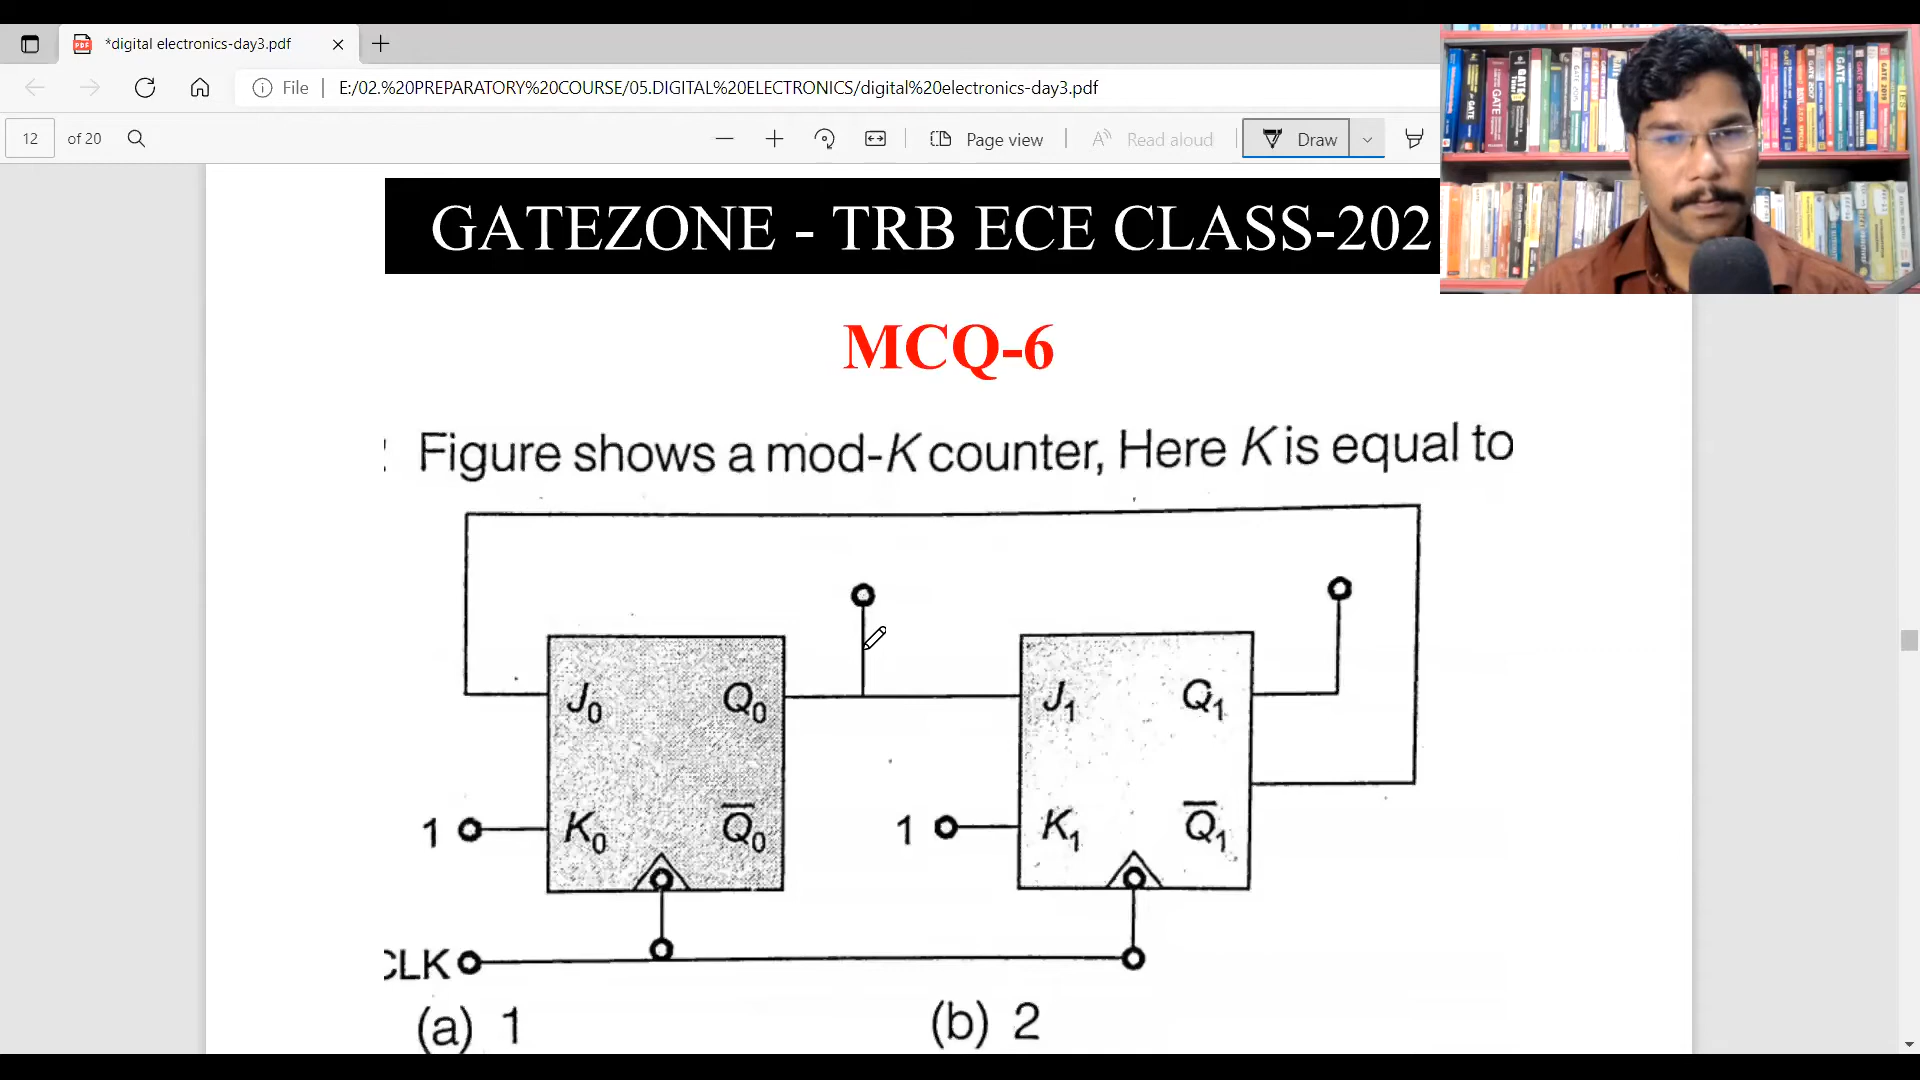 *digital electronics-day3.pdf
File
E:/02.%20PREPARATORY%20COURSE/05.DIGITAL%20ELECTRONICS/digital%20electronics-day3.pdf
12 of 20
Page view
Read aloud
Draw
GATEZONE - TRB ECE CLASS-202
MCQ-6
Figure shows a mod-K counter, Here K is equal to
J0 Q0 J1 Q1
1 K0 Q̅0 1 K1 Q̅1
CLK
(a) 1 (b) 2